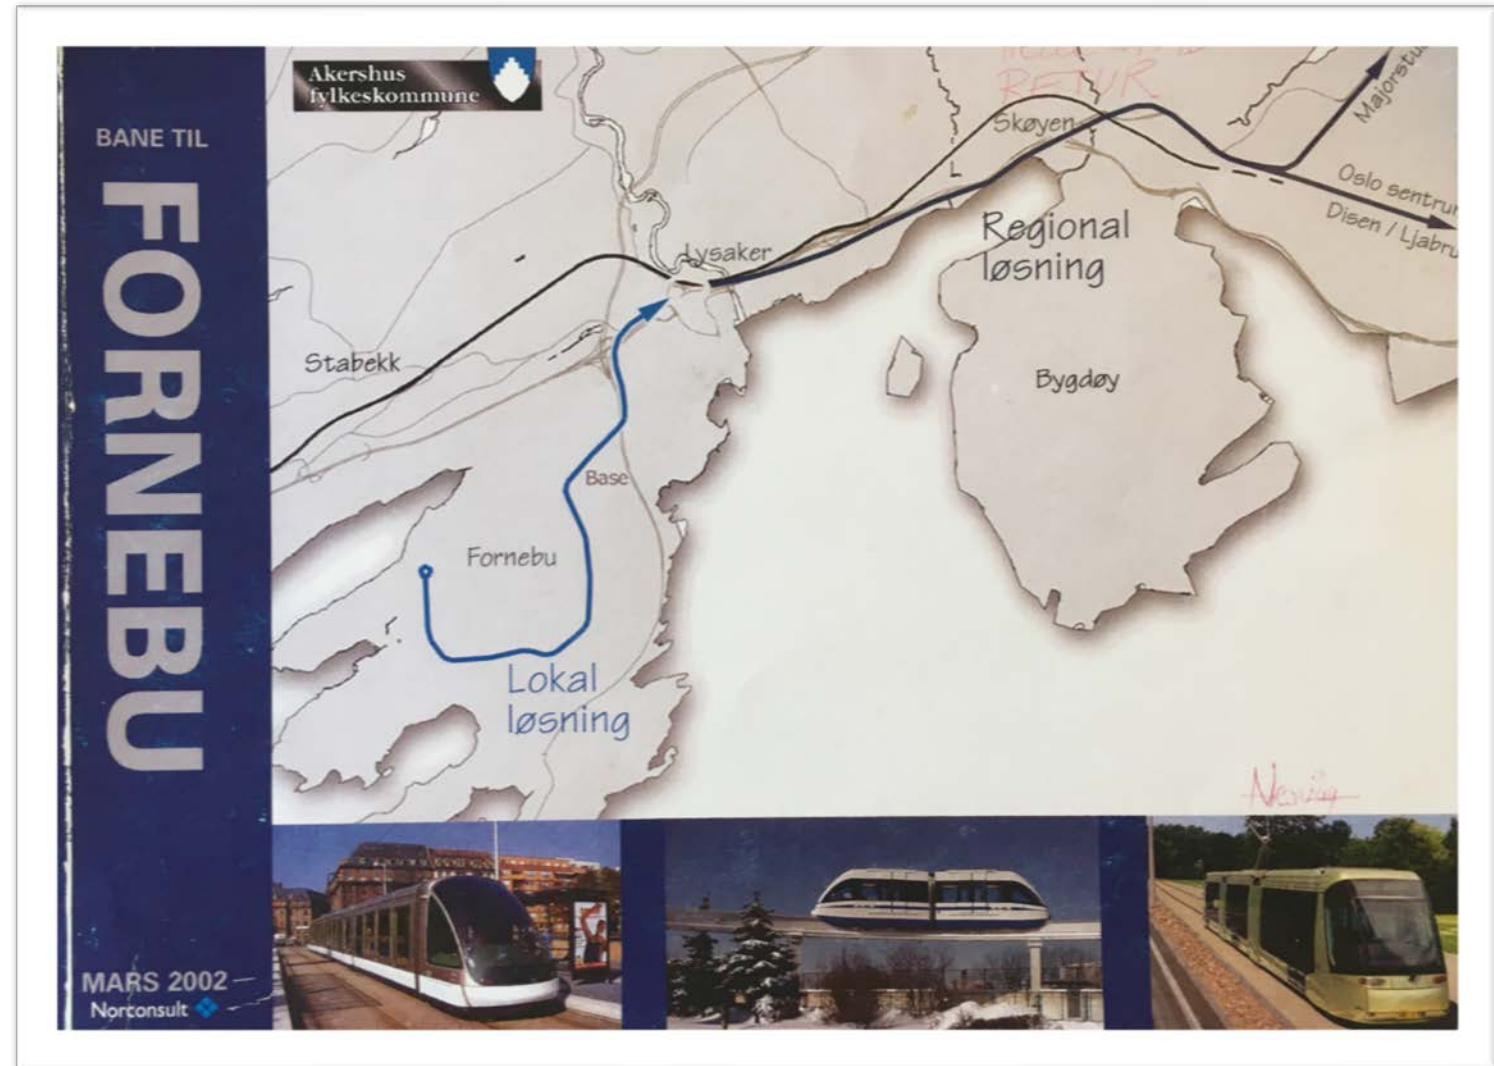 BANE TIL
FORNEBU
MARS 2002
Norconsult
Akershus
fylkeskommune
RETUR
Skøyen
Majorstu
Oslo sentru
Disen / Ljabru
Regional
løsning
Lysaker
Stabekk
Bygdøy
Base
Fornebu
Lokal
løsning